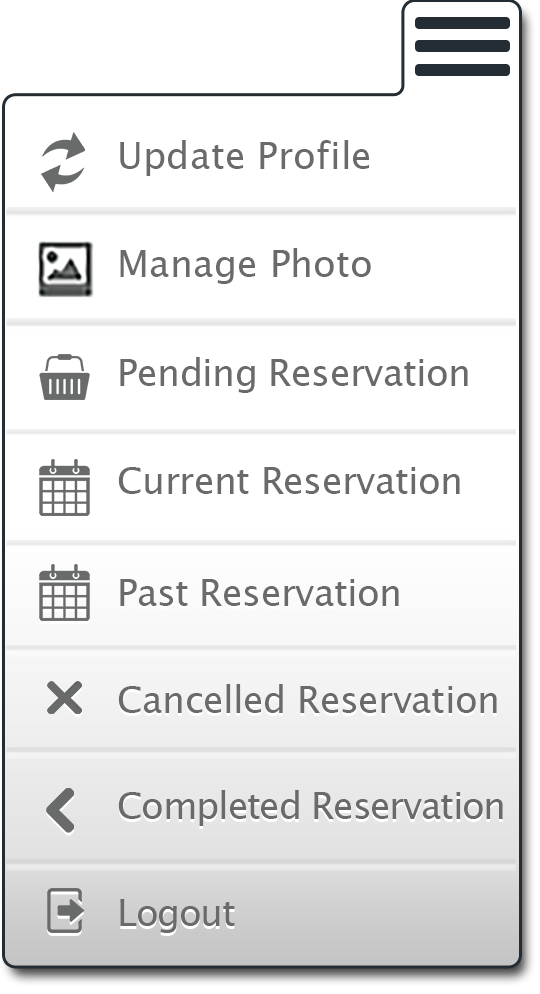 Update Profile
Manage Photo
Pending Reservation
Current Reservation
Past Reservation
Cancelled Reservation
Completed Reservation
Logout